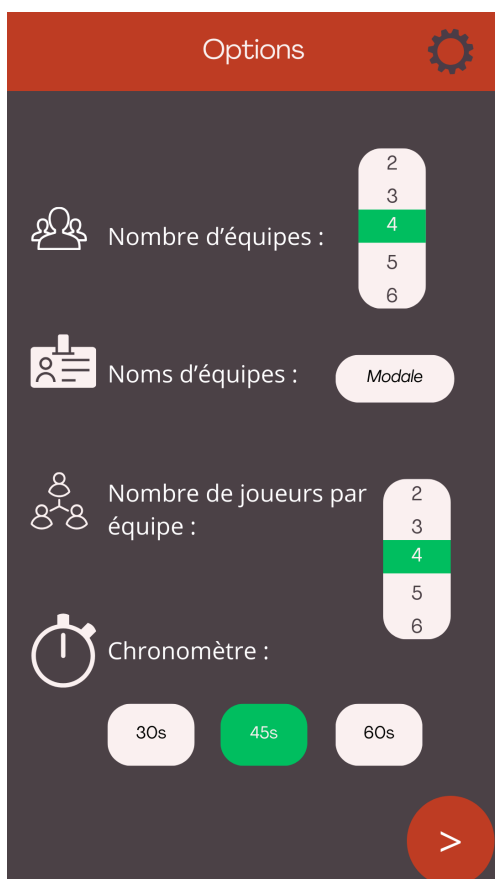 Options
2
3
4
5
6
Nombre d’équipes :
Noms d’équipes :
Modale
Nombre de joueurs par
équipe :
2
3
4
5
6
Chronomètre :
30s
45s
60s
>